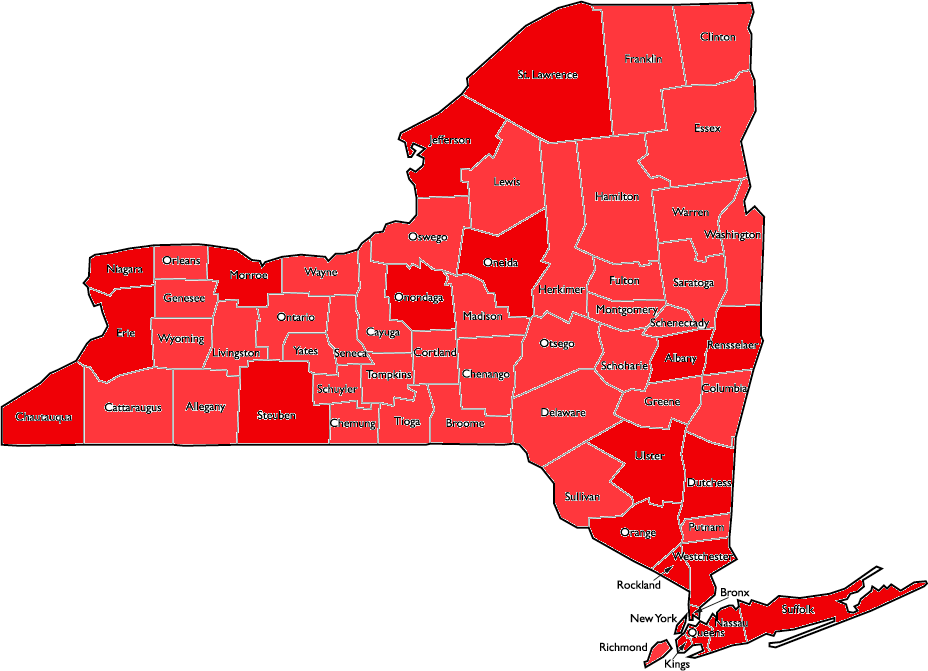 Clinton
Franklin
St. Lawrence
Essex
Jefferson
Lewis
Hamilton
Warren
Washington
Oswego
Oneida
Niagara
Orleans
Monroe
Wayne
Herkimer
Fulton
Saratoga
Genesee
Onondaga
Montgomery
Ontario
Madison
Schenectady
Erie
Wyoming
Cayuga
Otsego
Rensselaer
Livingston
Yates
Seneca
Cortland
Albany
Schoharie
Chenango
Tompkins
Schuyler
Columbia
Greene
Chautauqua
Cattaraugus
Allegany
Steuben
Delaware
Chemung
Tioga
Broome
Ulster
Dutchess
Sullivan
Putnam
Orange
Westchester
Rockland
Bronx
Suffolk
New York
Nassau
Queens
Richmond
Kings